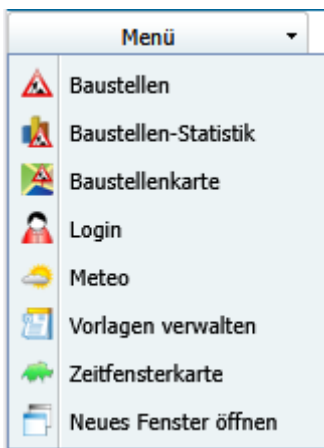 Menü
Baustellen
Baustellen-Statistik
Baustellenkarte
Login
Meteo
Vorlagen verwalten
Zeitfensterkarte
Neues Fenster öffnen